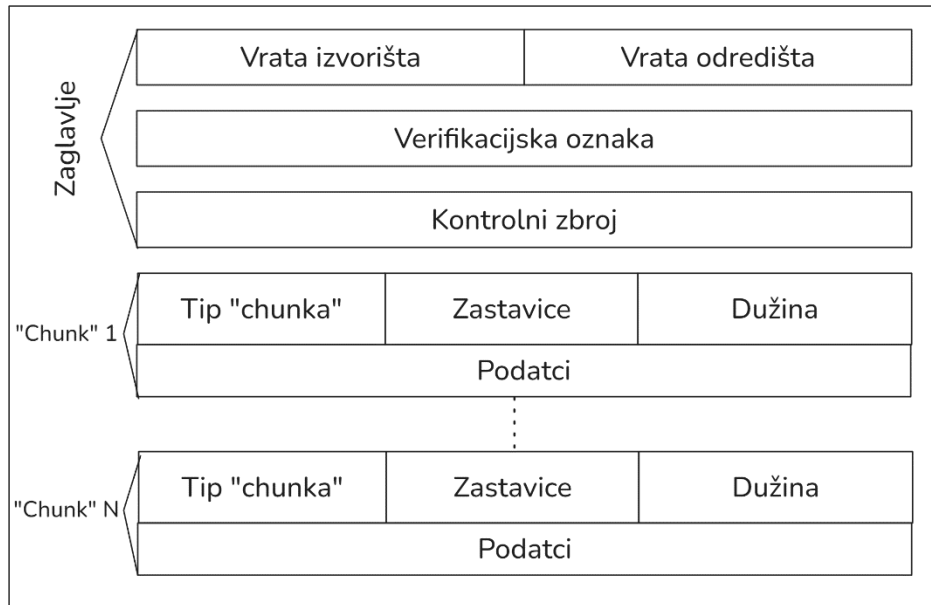 Zaglavlje
Vrata izvorišta
Vrata odredišta
Verifikacijska oznaka
Kontrolni zbroj
"Chunk" 1
Tip "chunka"
Zastavice
Dužina
Podatci
"Chunk" N
Tip "chunka"
Zastavice
Dužina
Podatci